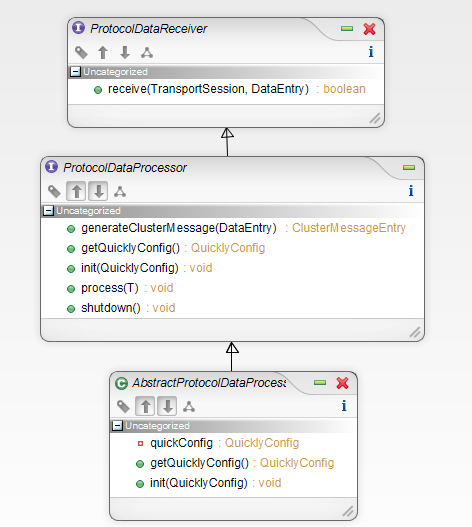 ProtocolDataReceiver
Uncategorized
receive(TransportSession, DataEntry) : boolean
ProtocolDataProcessor
Uncategorized
generateClusterMessage(DataEntry) : ClusterMessageEntry
getQuicklyConfig() : QuicklyConfig
init(QuicklyConfig) : void
process(T) : void
shutdown() : void
AbstractProtocolDataProcess
Uncategorized
quickConfig : QuicklyConfig
getQuicklyConfig() : QuicklyConfig
init(QuicklyConfig) : void